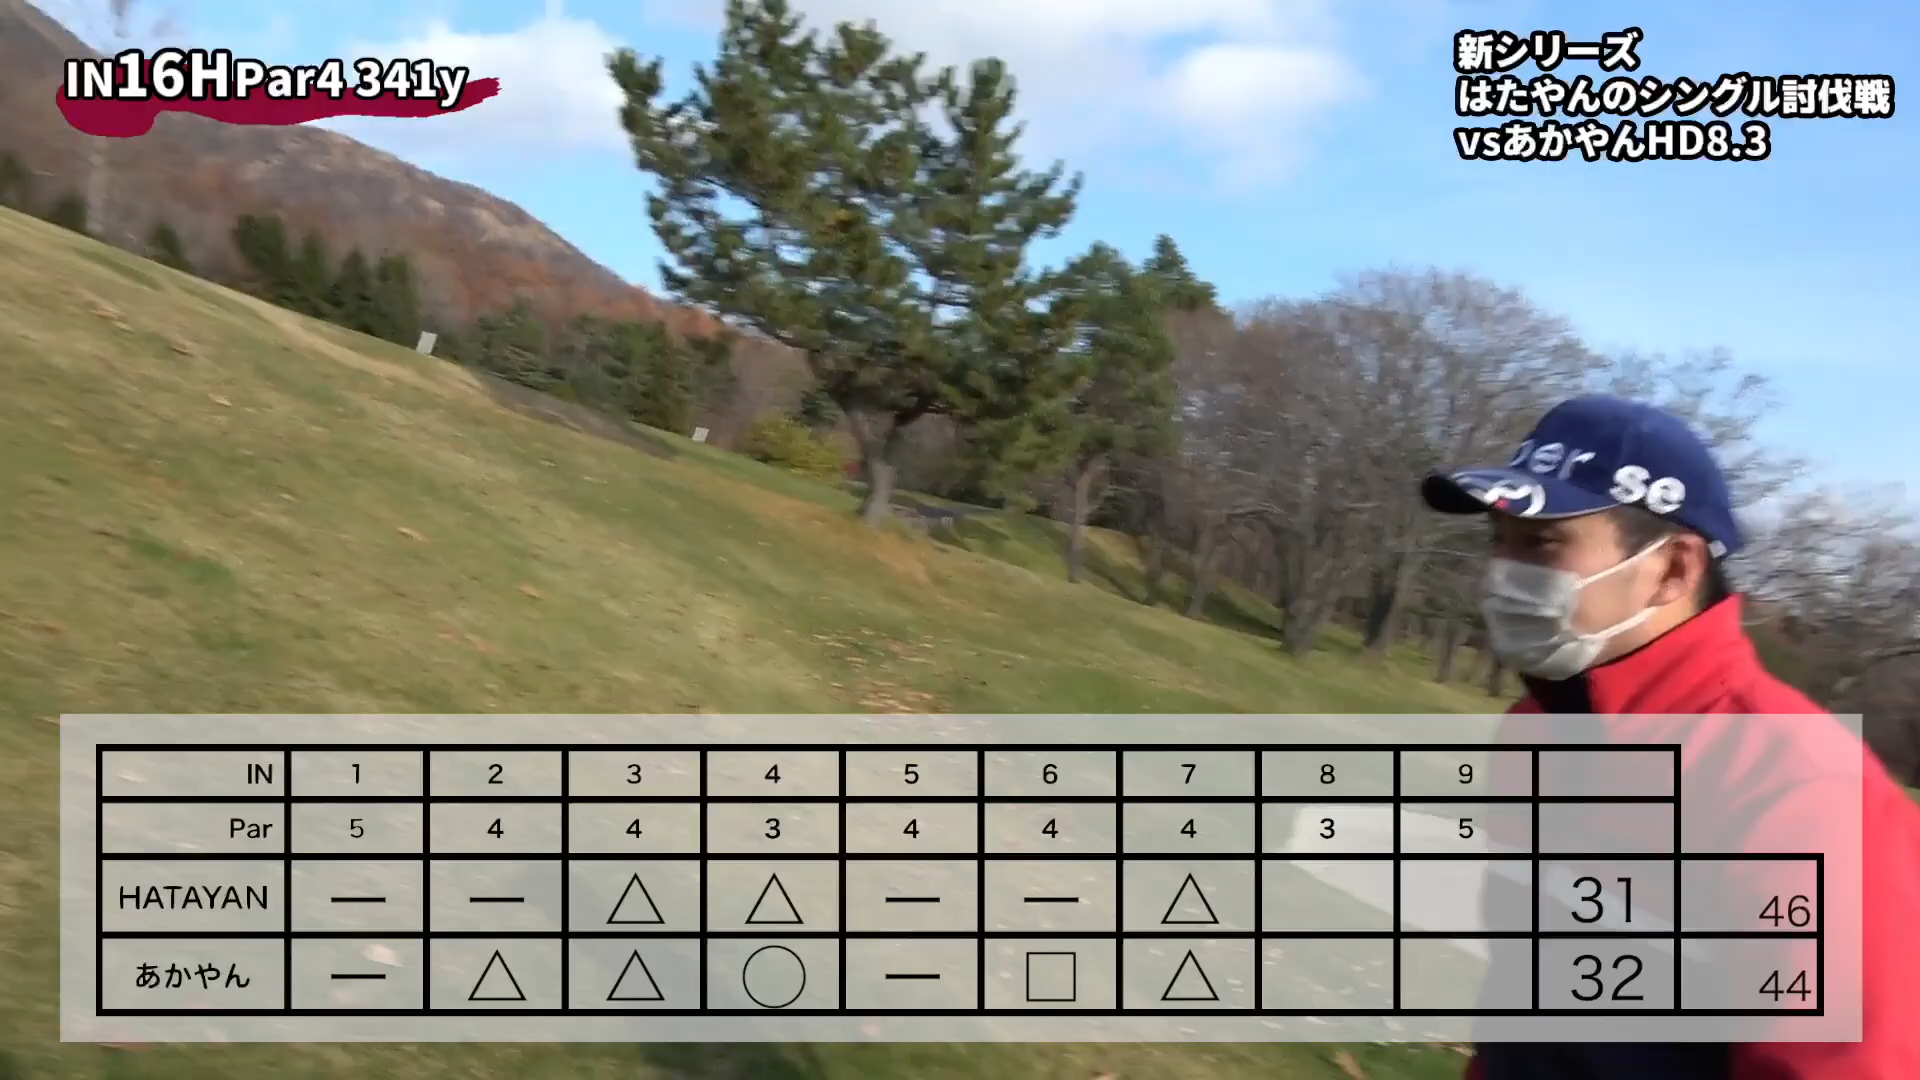 IN16HPar4 341y
新シリーズ
はたやんのシングル討伐戦
vsあかやんHD8.3
se
IN 1 2 3 4 5 6 7 8 9
Par 5 4 4 3 4 4 4 3 5
HATAYAN — — △ △ — — △ 31 46
あかやん — △ △ ○ — □ △ 32 44